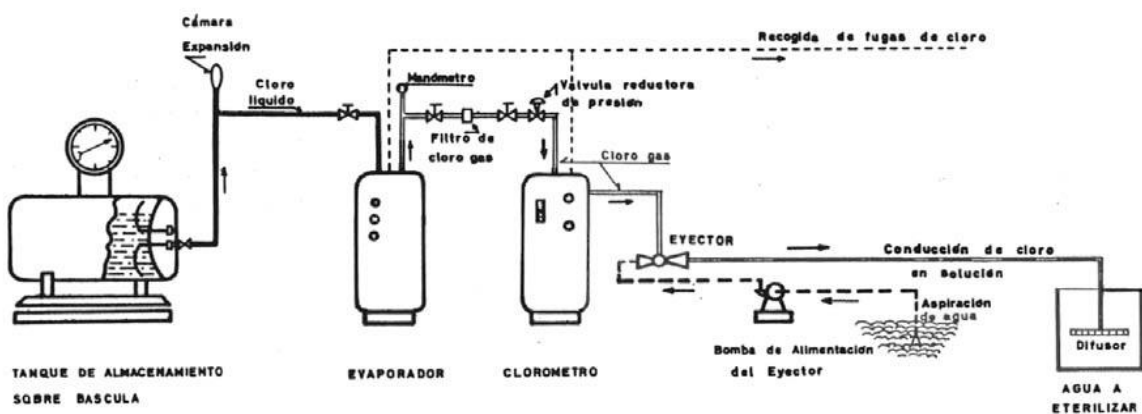 Cámara
Expansión
Cloro
liquido
Manómetro
Filtro de
cloro gas
Recogida de fugas de cloro
Valvula reductora
de presión
Cloro gas
EYECTOR
Conducción de cloro
en solución
Aspiración
de agua
Bomba de Alimentación
del Eyector
Difusor
TANQUE DE ALMACENAMIENTO
SOBRE BASCULA
EVAPORADOR
CLOROMETRO
AGUA A
ETERILIZAR